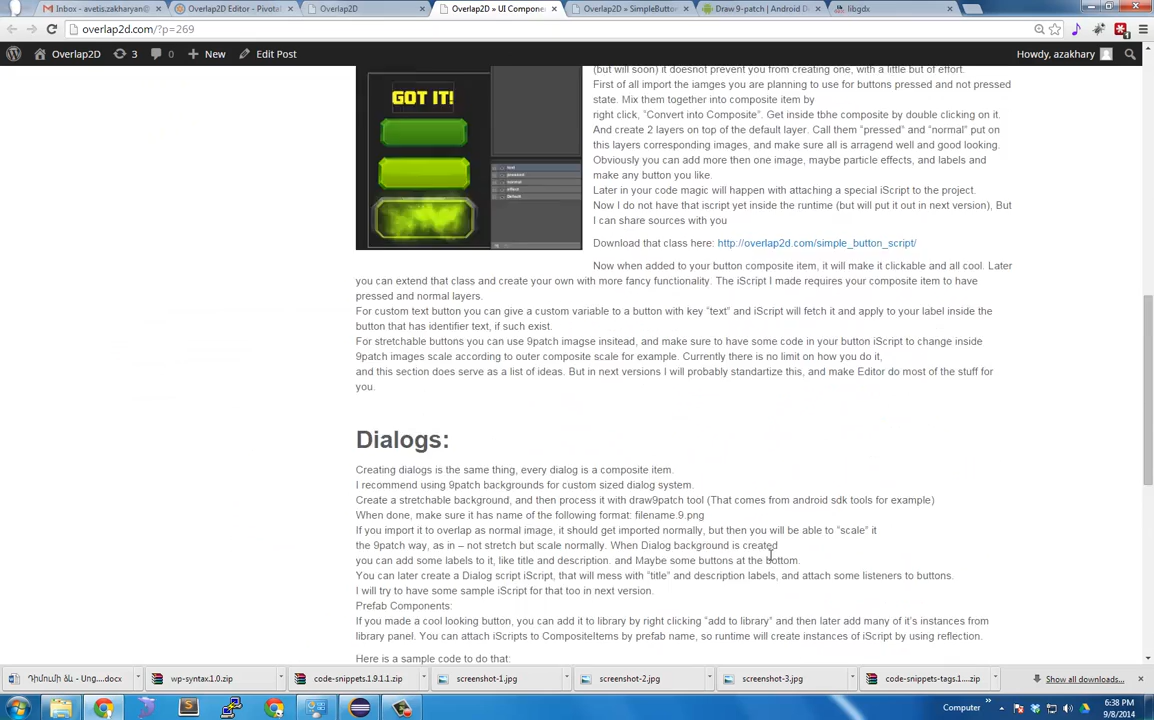 Inbox - avetis.zakharyan@
Overlap2D Editor - Pivotal
Overlap2D
Overlap2D » UI Compone
Overlap2D » SimpleButton
Draw 9-patch | Android D
libgdx
overlap2d.com/?p=269
Overlap2D
3
0
New
Edit Post
Howdy, azakhary
(but will soon) it doesnot prevent you from creating one, with a little but of effort.
First of all import the iamges you are planning to use for buttons pressed and not pressed
state. Mix them together into composite item by
right click, "Convert into Composite". Get inside tbhe composite by double clicking on it.
And create 2 layers on top of the default layer. Call them "pressed" and "normal" put on
this layers corresponding images, and make sure all is arragend well and good looking.
Obviously you can add more then one image, maybe particle effects, and labels and
make any button you like.
Later in your code magic will happen with attaching a special iScript to the project.
Now I do not have that iscript yet inside the runtime (but will put it out in next version), But
I can share sources with you
GOT IT!
Download that class here: http://overlap2d.com/simple_button_script/
Now when added to your button composite item, it will make it clickable and all cool. Later
you can extend that class and create your own with more fancy functionality. The iScript I made requires your composite item to have
pressed and normal layers.
For custom text button you can give a custom variable to a button with key "text" and iScript will fetch it and apply to your label inside the
button that has identifier text, if such exist.
For stretchable buttons you can use 9patch imagse insitead, and make sure to have some code in your button iScript to change inside
9patch images scale according to outer composite scale for example. Currently there is no limit on how you do it,
and this section does serve as a list of ideas. But in next versions I will probably standartize this, and make Editor do most of the stuff for
you.
Dialogs:
Creating dialogs is the same thing, every dialog is a composite item.
I recommend using 9patch backgrounds for custom sized dialog system.
Create a stretchable background, and then process it with draw9patch tool (That comes from android sdk tools for example)
When done, make sure it has name of the following format: filename.9.png
If you import it to overlap as normal image, it should get imported normally, but then you will be able to "scale" it
the 9patch way, as in – not stretch but scale normally. When Dialog background is created
you can add some labels to it, like title and description. and Maybe some buttons at the bottom.
You can later create a Dialog script iScript, that will mess with "title" and description labels, and attach some listeners to buttons.
I will try to have some sample iScript for that too in next version.
Prefab Components:
If you made a cool looking button, you can add it to library by right clicking "add to library" and then later add many of it's instances from
library panel. You can attach iScripts to CompositeItems by prefab name, so runtime will create instances of iScript by using reflection.
Here is a sample code to do that:
Դիմումի ձև - Առց....docx
wp-syntax.1.0.zip
code-snippets.1.9.1.1.zip
screenshot-1.jpg
screenshot-2.jpg
screenshot-3.jpg
code-snippets-tags.1....zip
Show all downloads...
Computer
6:38 PM
9/8/2014